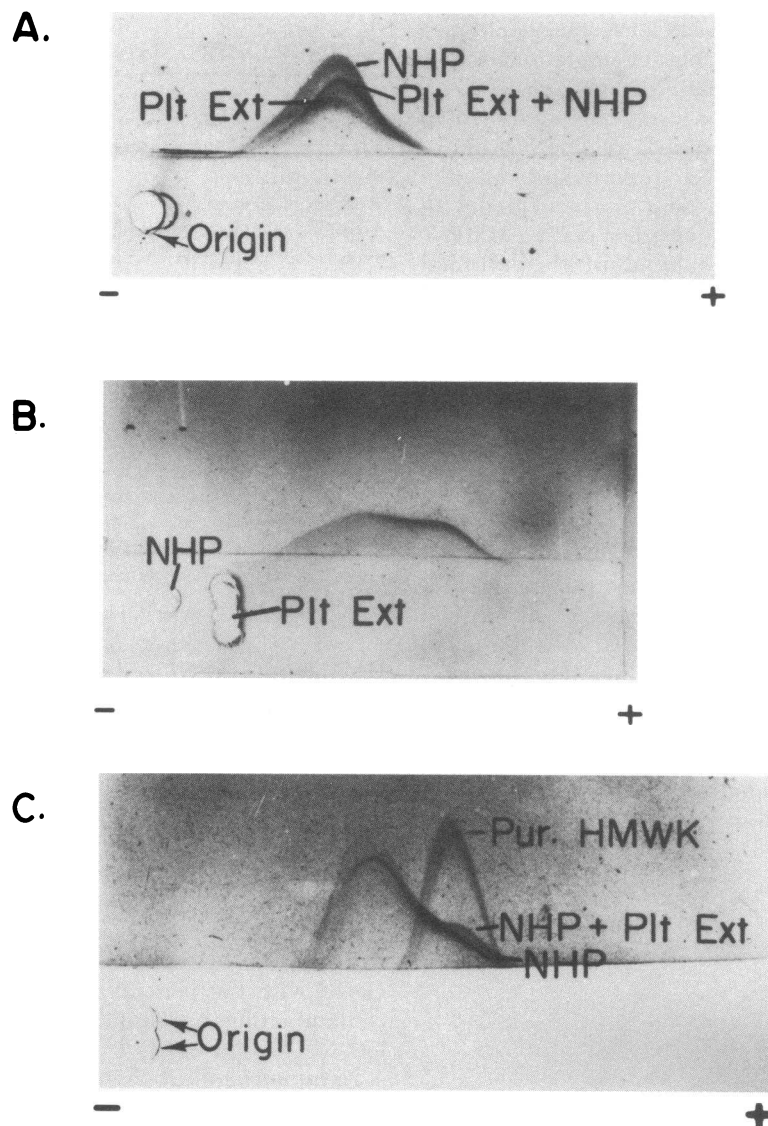 A.
NHP
Plt Ext
Plt Ext + NHP
Origin
- +
B.
NHP
Plt Ext
- +
C.
Pur. HMWK
NHP + Plt Ext
NHP
Origin
- +